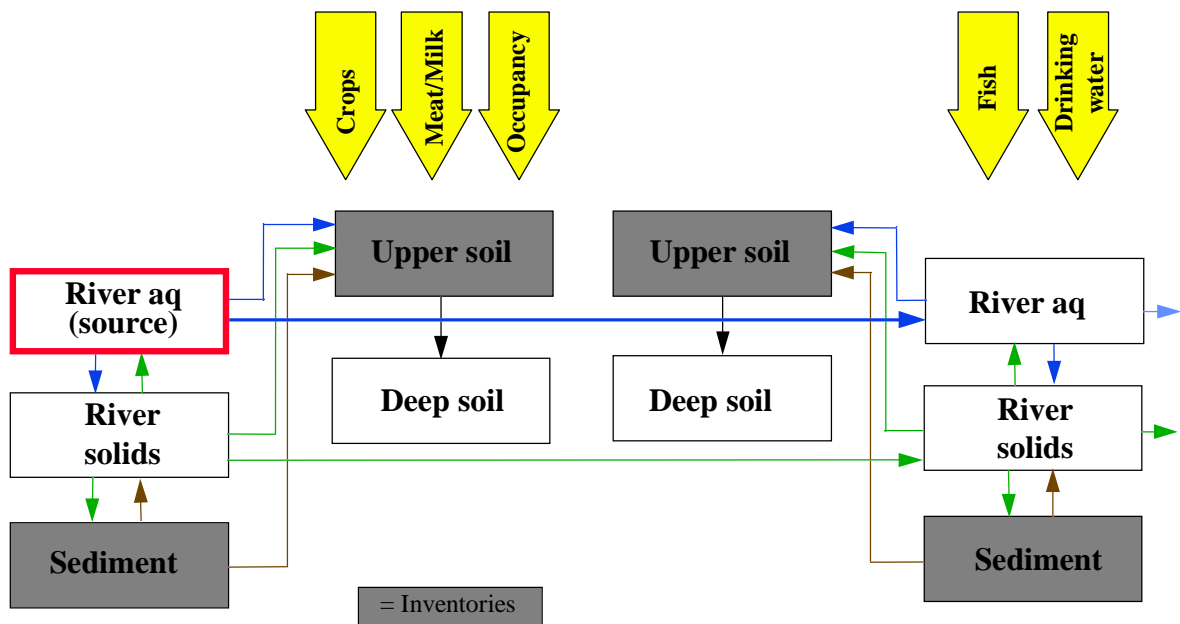 Crops
Meat/Milk
Occupancy
Fish
Drinking
water
Upper soil
Upper soil
River aq
(source)
River aq
Deep soil
Deep soil
River
solids
River
solids
Sediment
Sediment
= Inventories